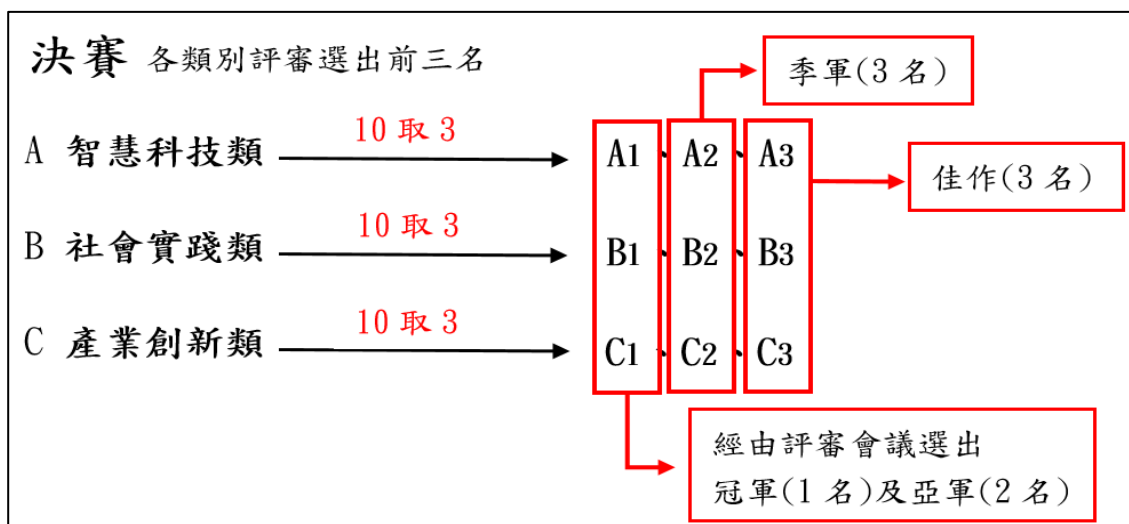 決賽 各類別評審選出前三名
季軍(3 名)
A 智慧科技類
10 取 3
A1、A2、A3
佳作(3 名)
B 社會實踐類
10 取 3
B1、B2、B3
C 產業創新類
10 取 3
C1、C2、C3
經由評審會議選出
冠軍(1 名)及亞軍(2 名)